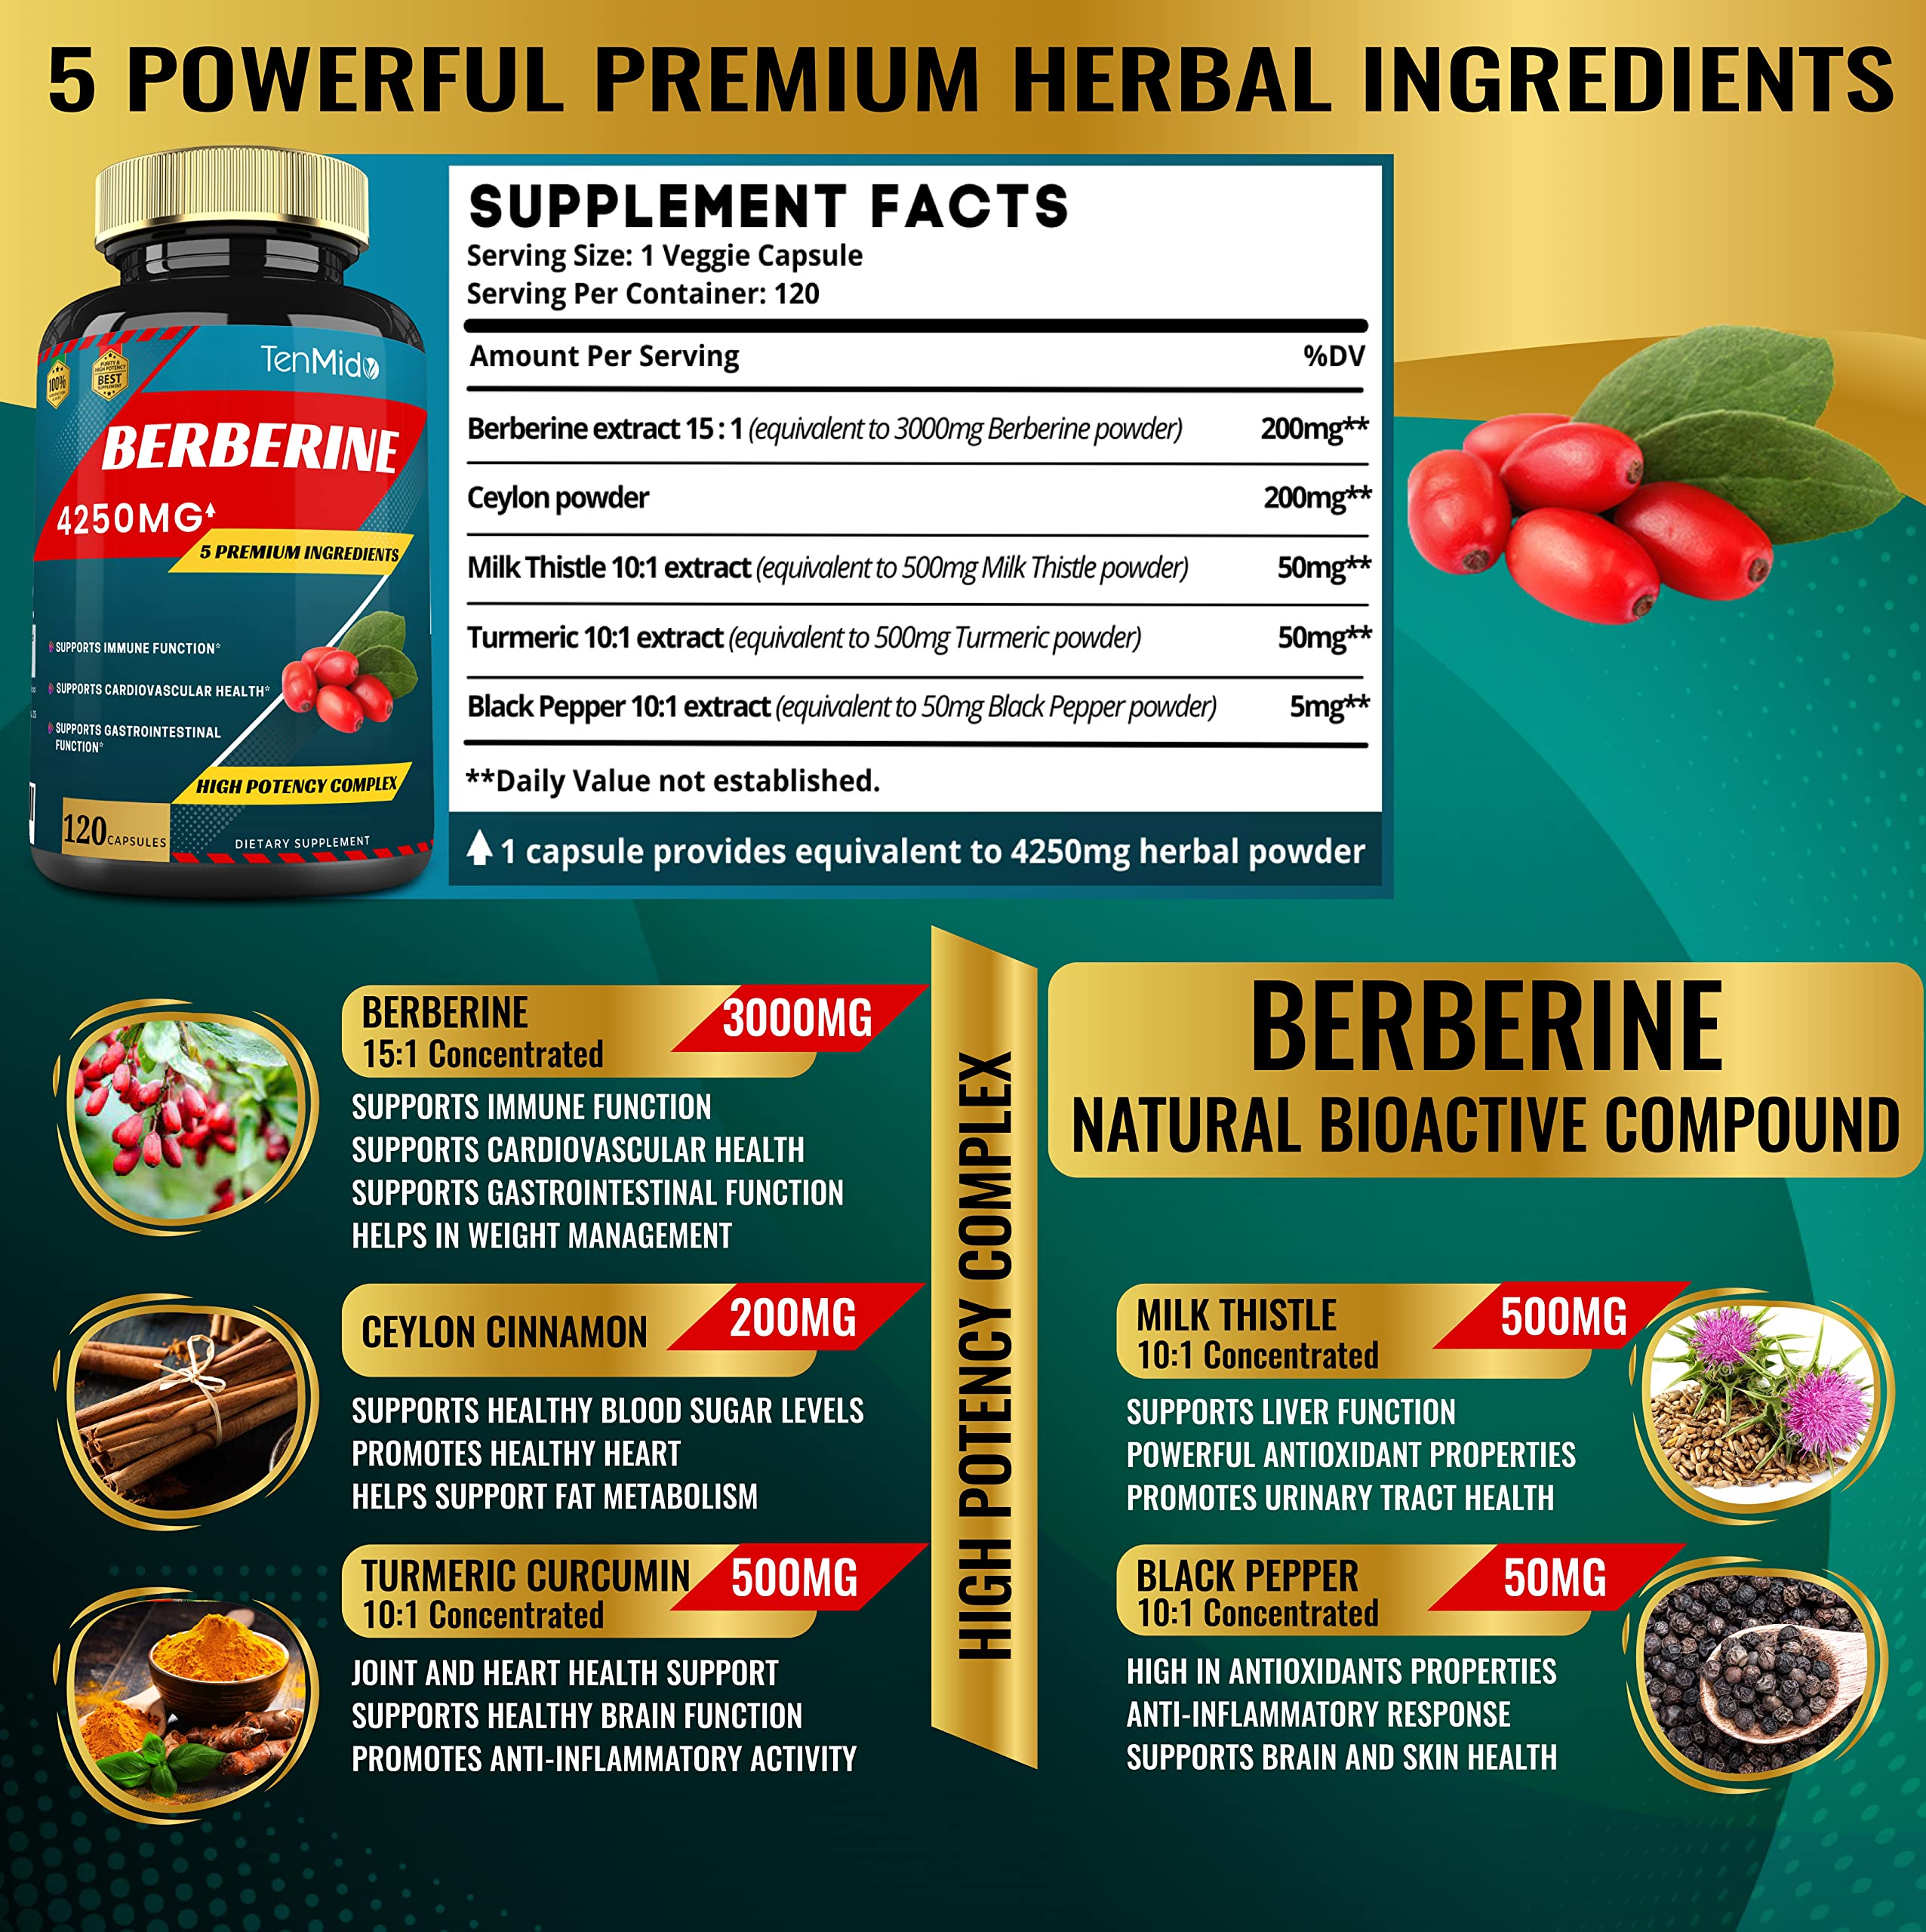 5 POWERFUL PREMIUM HERBAL INGREDIENTS
100%
PURITY &
HIGH POTENCY
BEST
SUPPLEMENT
TenMid
BERBERINE
4250MG
5 PREMIUM INGREDIENTS
SUPPORTS IMMUNE FUNCTION*
SUPPORTS CARDIOVASCULAR HEALTH*
SUPPORTS GASTROINTESTINAL
FUNCTION*
HIGH POTENCY COMPLEX
120 CAPSULES
DIETARY SUPPLEMENT
SUPPLEMENT FACTS
Serving Size: 1 Veggie Capsule
Serving Per Container: 120
Amount Per Serving %DV
Berberine extract 15 : 1 (equivalent to 3000mg Berberine powder) 200mg**
Ceylon powder 200mg**
Milk Thistle 10:1 extract (equivalent to 500mg Milk Thistle powder) 50mg**
Turmeric 10:1 extract (equivalent to 500mg Turmeric powder) 50mg**
Black Pepper 10:1 extract (equivalent to 50mg Black Pepper powder) 5mg**
**Daily Value not established.
1 capsule provides equivalent to 4250mg herbal powder
BERBERINE 3000MG
15:1 Concentrated
SUPPORTS IMMUNE FUNCTION
SUPPORTS CARDIOVASCULAR HEALTH
SUPPORTS GASTROINTESTINAL FUNCTION
HELPS IN WEIGHT MANAGEMENT
CEYLON CINNAMON 200MG
SUPPORTS HEALTHY BLOOD SUGAR LEVELS
PROMOTES HEALTHY HEART
HELPS SUPPORT FAT METABOLISM
TURMERIC CURCUMIN 500MG
10:1 Concentrated
JOINT AND HEART HEALTH SUPPORT
SUPPORTS HEALTHY BRAIN FUNCTION
PROMOTES ANTI-INFLAMMATORY ACTIVITY
HIGH POTENCY COMPLEX
BERBERINE
NATURAL BIOACTIVE COMPOUND
MILK THISTLE 500MG
10:1 Concentrated
SUPPORTS LIVER FUNCTION
POWERFUL ANTIOXIDANT PROPERTIES
PROMOTES URINARY TRACT HEALTH
BLACK PEPPER 50MG
10:1 Concentrated
HIGH IN ANTIOXIDANTS PROPERTIES
ANTI-INFLAMMATORY RESPONSE
SUPPORTS BRAIN AND SKIN HEALTH